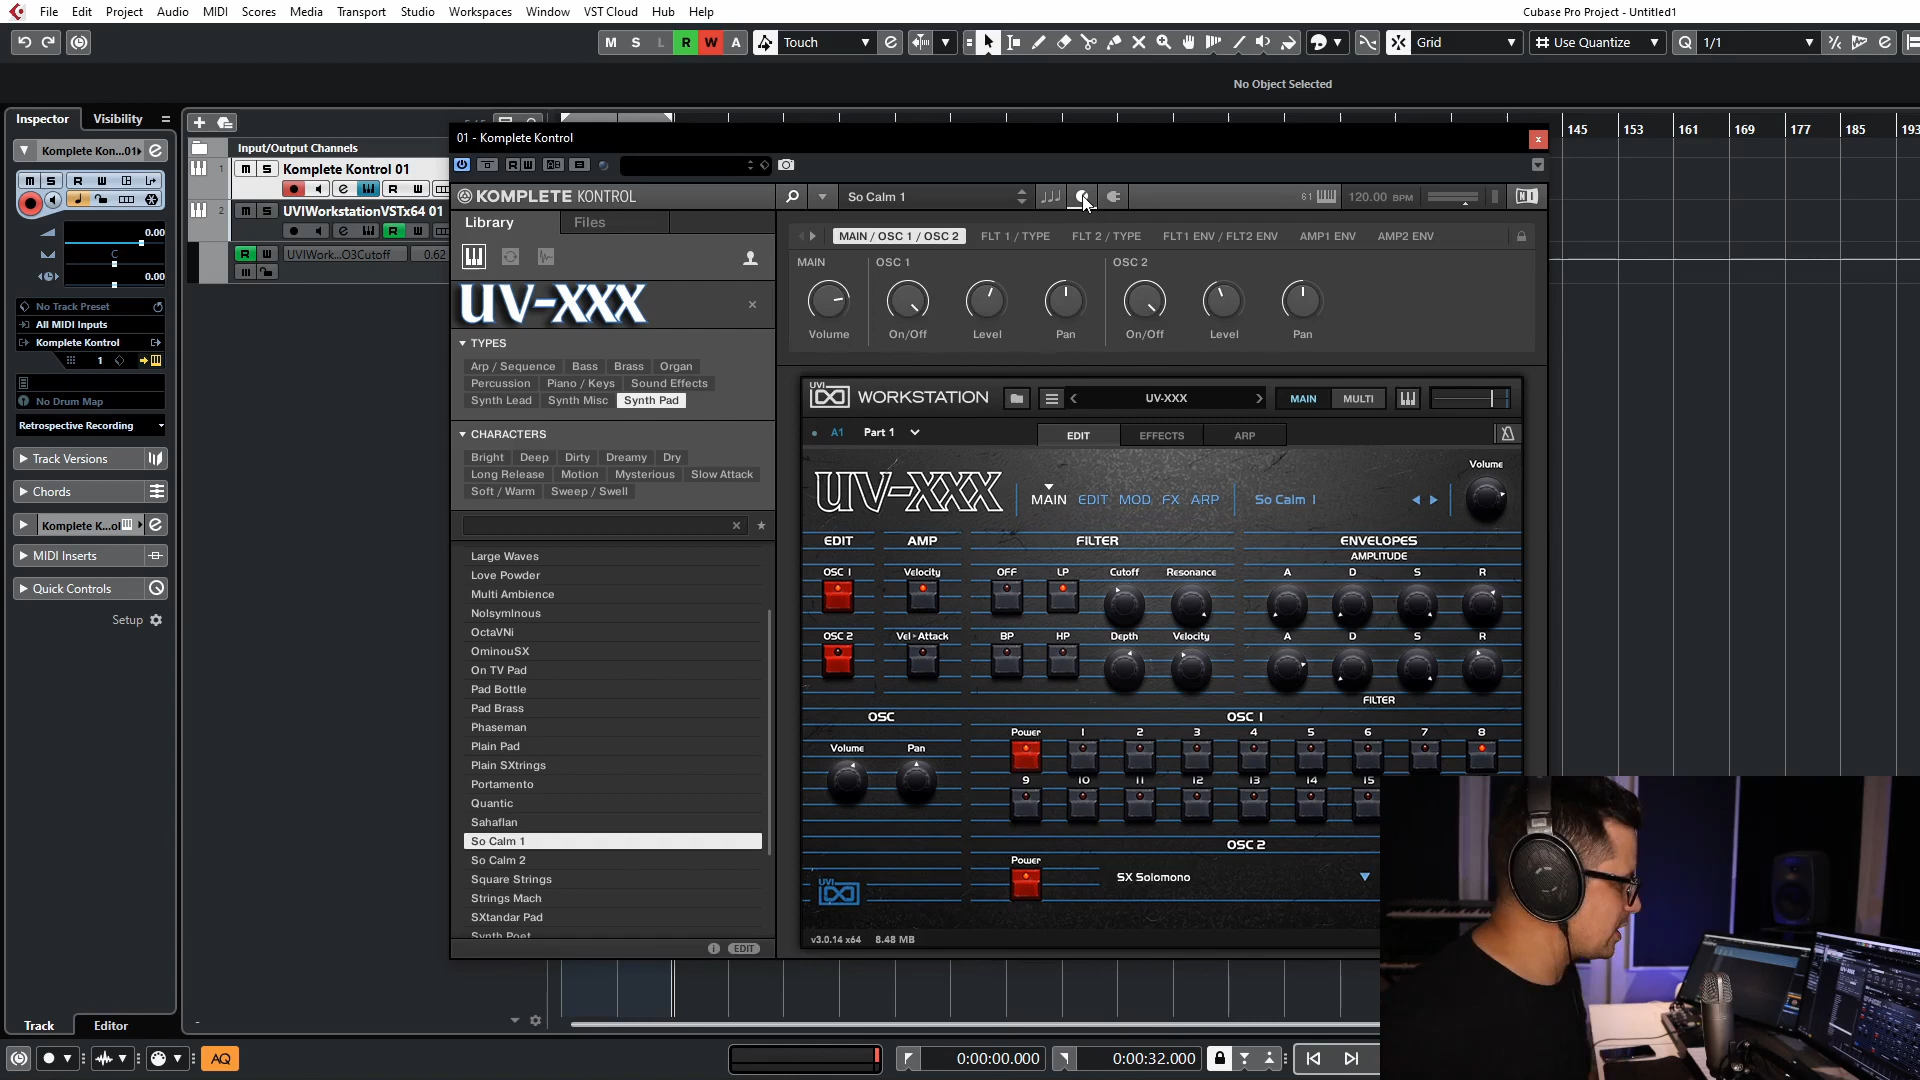 File Edit Project Audio MIDI Scores Media Transport Studio Workspaces Window VST Cloud Hub Help
Cubase Pro Project - Untitled1
M S L R W A Touch Grid Use Quantize Q 1/1
No Object Selected
Inspector Visibility
Input/Output Channels
145 153 161 169 177 185 193
01 - Komplete Kontrol
Komplete Kon...01
M S R W
0.00
C
0.00
0.00
No Track Preset
All MIDI Inputs
Komplete Kontrol
1
No Drum Map
Retrospective Recording
Track Versions
Chords
Komplete K...ol
MIDI Inserts
Quick Controls
Setup
Track Editor
1 M S Komplete Kontrol 01
R W
2 M S UVIWorkstationVSTx64 01
R W
R W UVIWork...O3Cutoff 0.62
KOMPLETE KONTROL
So Calm 1
61 120.00 BPM
Library Files
UV-XXX
TYPES
Arp / Sequence Bass Brass Organ
Percussion Piano / Keys Sound Effects
Synth Lead Synth Misc Synth Pad
CHARACTERS
Bright Deep Dirty Dreamy Dry
Long Release Motion Mysterious Slow Attack
Soft / Warm Sweep / Swell
Large Waves
Love Powder
Multi Ambience
NoIsymInous
OctaVNi
OminouSX
On TV Pad
Pad Bottle
Pad Brass
Phaseman
Plain Pad
Plain SXtrings
Portamento
Quantic
Sahaflan
So Calm 1
So Calm 2
Square Strings
Strings Mach
SXtandar Pad
Synth Poet
EDIT
MAIN / OSC 1 / OSC 2 FLT 1 / TYPE FLT 2 / TYPE FLT1 ENV / FLT2 ENV AMP1 ENV AMP2 ENV
MAIN OSC 1 OSC 2
Volume On/Off Level Pan On/Off Level Pan
UVI WORKSTATION UV-XXX MAIN MULTI
A1 Part 1 EDIT EFFECTS ARP
UV-XXX MAIN EDIT MOD FX ARP So Calm 1
Volume
EDIT AMP FILTER ENVELOPES
AMPLITUDE
OSC 1 Velocity OFF LP Cutoff Resonance A D S R
OSC 2 Vel>Attack BP HP Depth Velocity A D S R
FILTER
OSC OSC 1
Volume Pan Power 1 2 3 4 5 6 7 8
9 10 11 12 13 14 15
OSC 2
Power
SX Solomono
UVI
v3.0.14 x64 8.48 MB
AQ
0:00:00.000 0:00:32.000